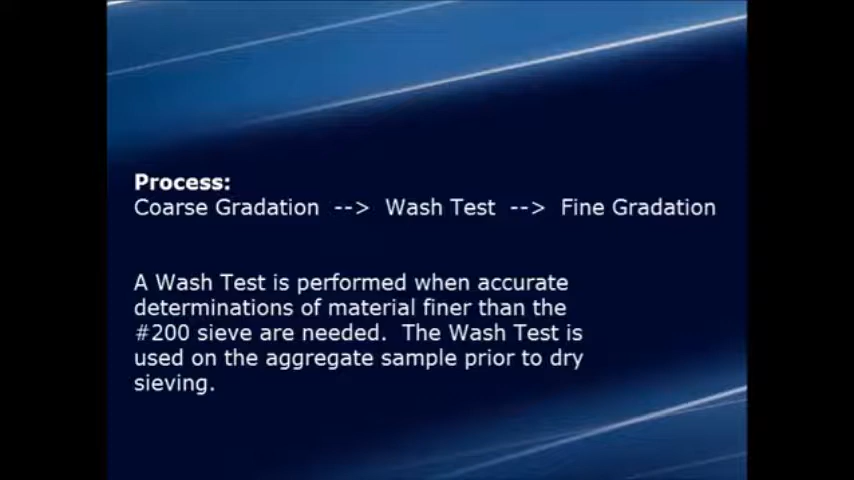 Process:
Coarse Gradation --> Wash Test --> Fine Gradation
A Wash Test is performed when accurate
determinations of material finer than the
#200 sieve are needed. The Wash Test is
used on the aggregate sample prior to dry
sieving.